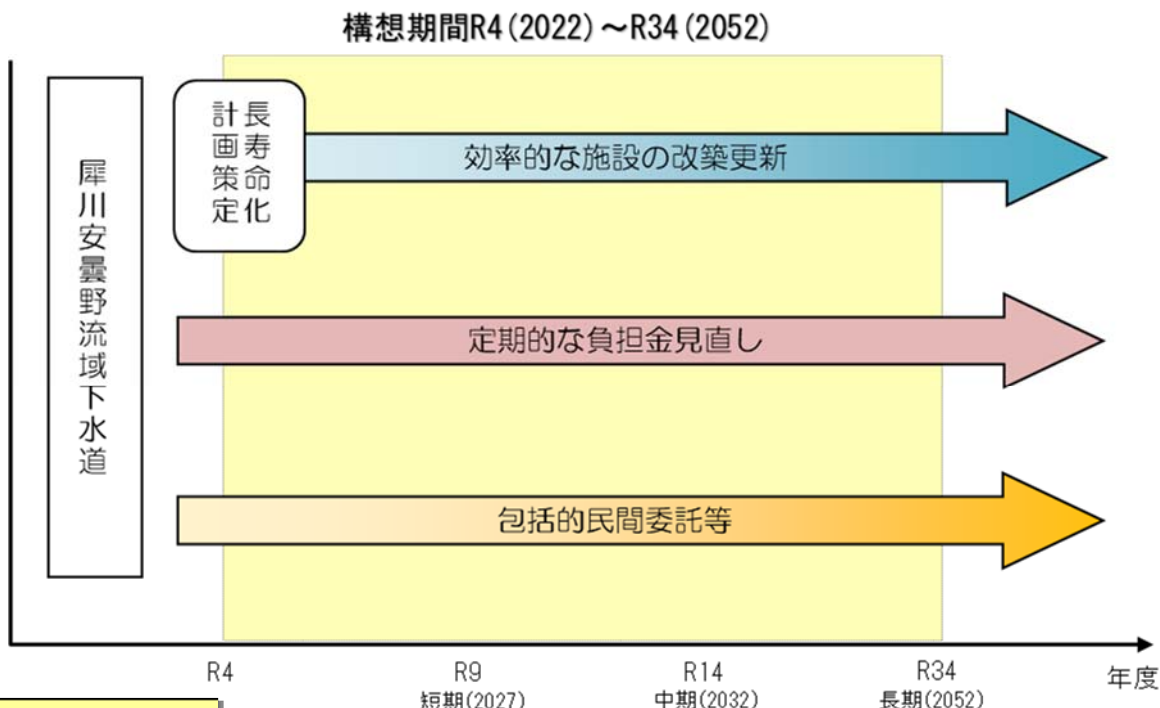 構想期間R4(2022)～R34(2052)
犀川安曇野流域下水道
長寿命化
計画策定
効率的な施設の改築更新
定期的な負担金見直し
包括的民間委託等
R4
R9
短期(2027)
R14
中期(2032)
R34
長期(2052)
年度